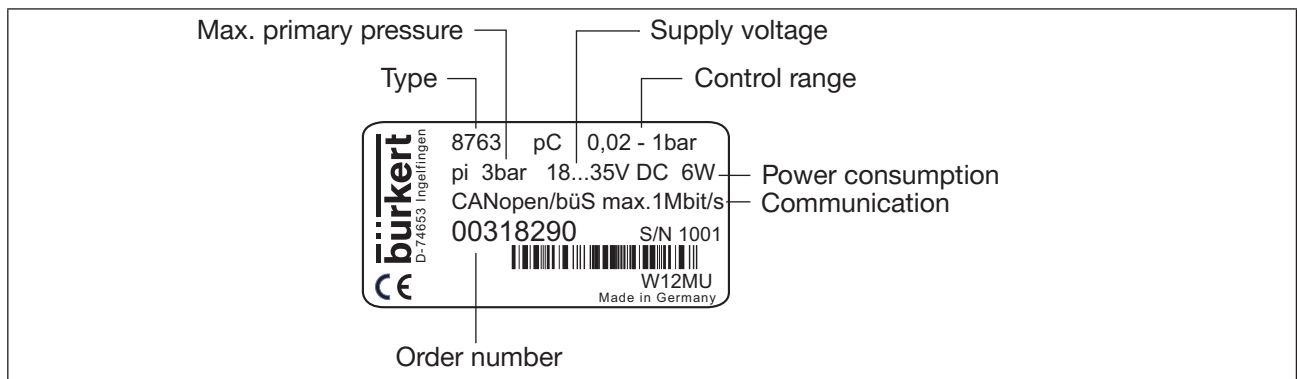 Max. primary pressure
Supply voltage
Type
Control range
bürkert
D-74653 Ingelfingen
8763 pC 0,02 - 1bar
pi 3bar 18...35V DC 6W
Power consumption
CANopen/büS max.1Mbit/s
Communication
00318290 S/N 1001
W12MU
CE
Made in Germany
Order number